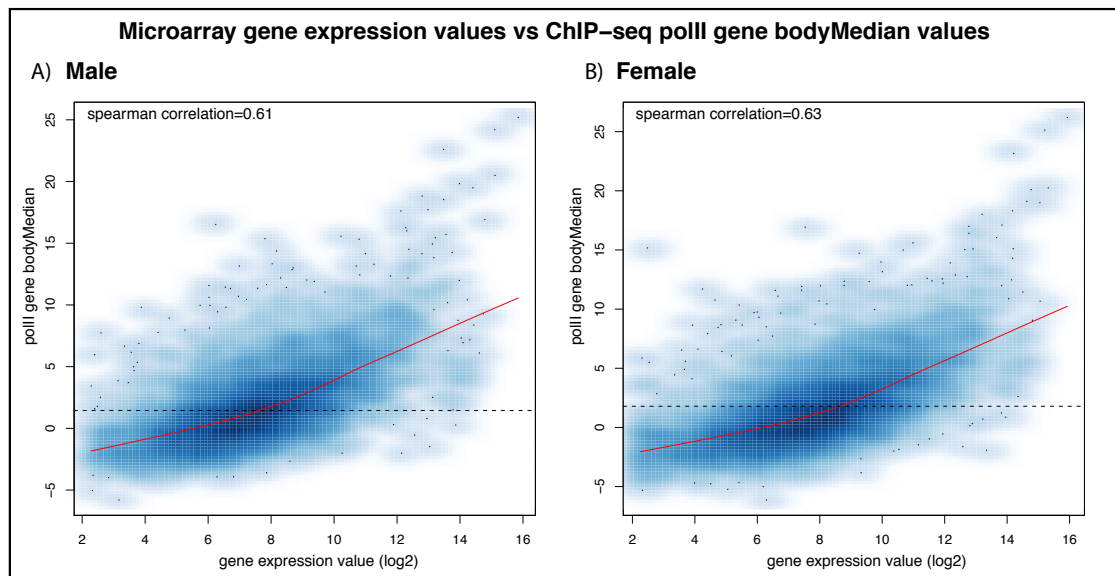 Microarray gene expression values vs ChIP−seq polII gene bodyMedian values
A) Male
B) Female
spearman correlation=0.61
polII gene bodyMedian
25
20
15
10
5
0
−5
2 4 6 8 10 12 14 16
gene expression value (log2)
spearman correlation=0.63
polII gene bodyMedian
25
20
15
10
5
0
−5
2 4 6 8 10 12 14 16
gene expression value (log2)